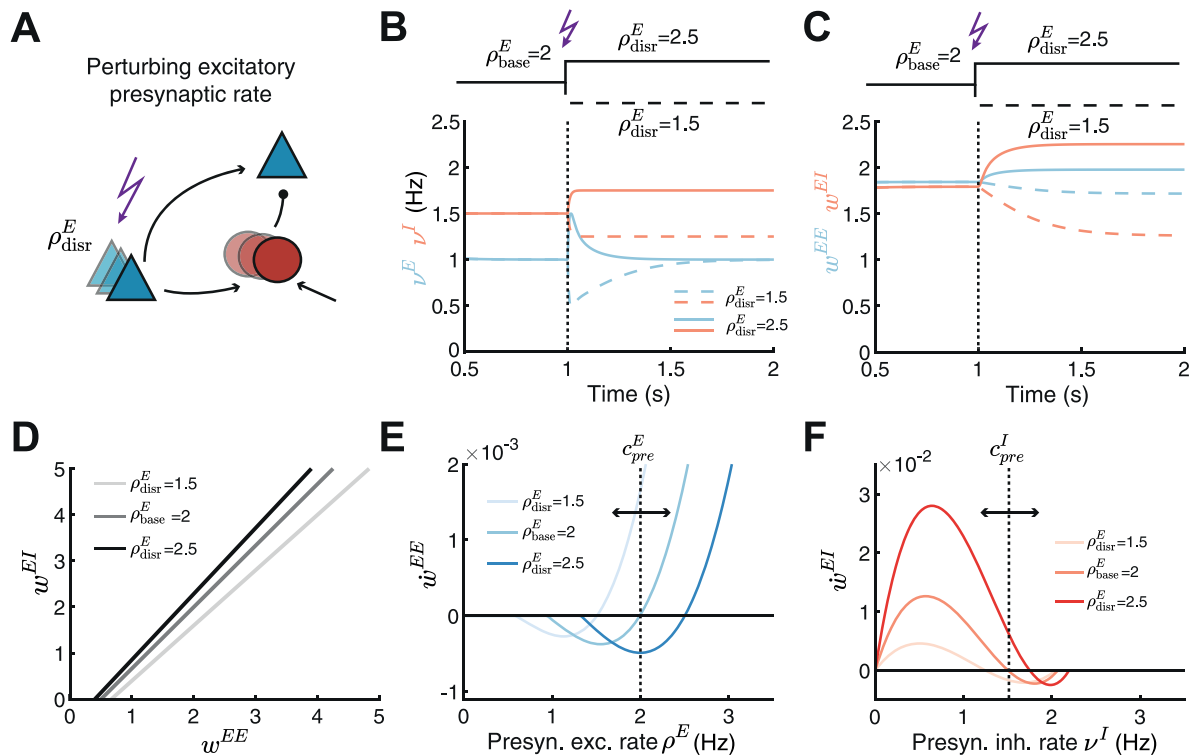 A
Perturbing excitatory
presynaptic rate
ρ^E_disr
B
ρ^E_base=2
ρ^E_disr=2.5
ρ^E_disr=1.5
ν^E ν^I (Hz)
2.5
2
1.5
1
0.5
0
ρ^E_disr=1.5
ρ^E_disr=2.5
0.5 1 1.5 2
Time (s)
C
ρ^E_base=2
ρ^E_disr=2.5
ρ^E_disr=1.5
w^EE w^EI
2.5
2
1.5
1
0.5
0
0.5 1 1.5 2
Time (s)
D
w^EI
5
4
3
2
1
0
ρ^E_disr=1.5
ρ^E_base=2
ρ^E_disr=2.5
0 1 2 3 4 5
w^EE
E
×10^-3
c^E_pre
ẇ^EE
2
1
0
-1
ρ^E_disr=1.5
ρ^E_base=2
ρ^E_disr=2.5
0 1 2 3
Presyn. exc. rate ρ^E (Hz)
F
×10^-2
c^I_pre
ẇ^EI
3
2
1
0
ρ^E_disr=1.5
ρ^E_base=2
ρ^E_disr=2.5
0 1 2 3
Presyn. inh. rate ν^I (Hz)